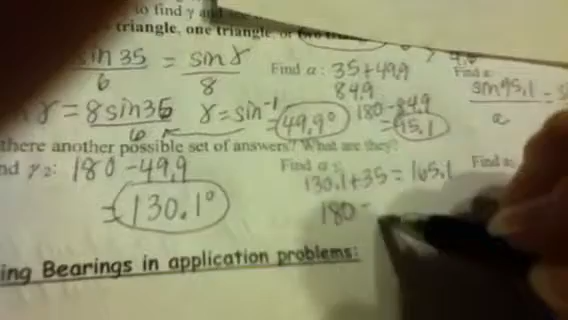 to find γ and
triangle, one triangle, or two
sin 35 = sin γ
6 8
Find α: 35+49.9
84.9
180-84.9
= 95.1
Find a:
sin 95.1 =
a
γ = 8 sin 35 γ = sin⁻¹
6
= 49.9°
there another possible set of answers? What are they?
nd γ₂: 180-49.9
= 130.1°
Find α
130.1+35 = 165.1
180-
Find a
ing Bearings in application problems: